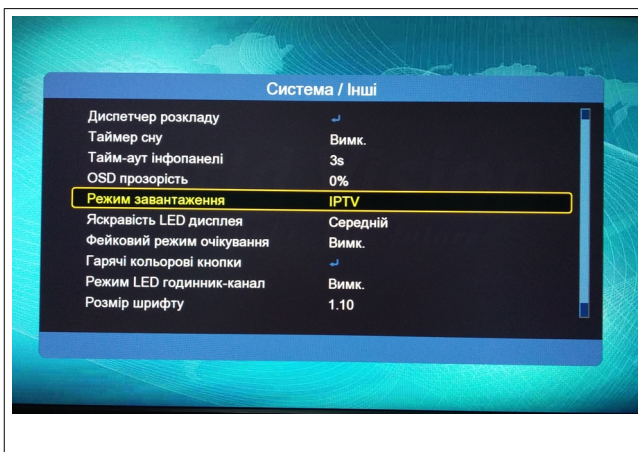 Система / Інші
Диспетчер розкладу
Таймер сну Вимк.
Тайм-аут інфопанелі 3s
OSD прозорість 0%
Режим завантаження IPTV
Яскравість LED дисплея Середній
Фейковий режим очікування Вимк.
Гарячі кольорові кнопки
Режим LED годинник-канал Вимк.
Розмір шрифту 1.10